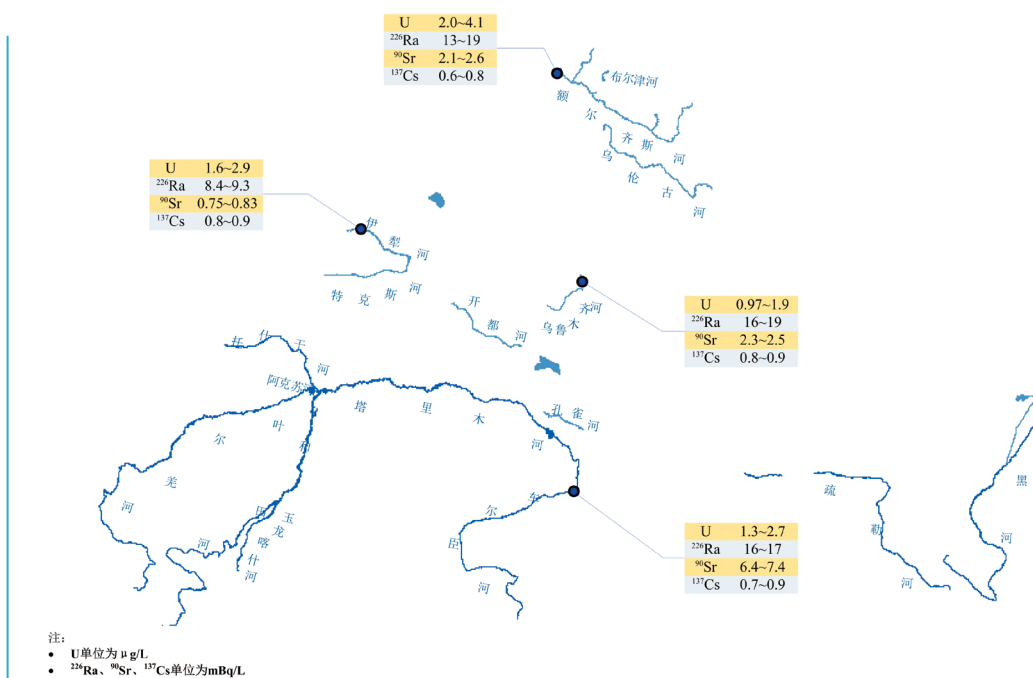 U 2.0~4.1
²²⁶Ra 13~19
⁹⁰Sr 2.1~2.6
¹³⁷Cs 0.6~0.8
布尔津河
额尔齐斯河
乌伦古河
U 1.6~2.9
²²⁶Ra 8.4~9.3
⁹⁰Sr 0.75~0.83
¹³⁷Cs 0.8~0.9
伊犁河
特克斯河
开都河
乌鲁木齐河
U 0.97~1.9
²²⁶Ra 16~19
⁹⁰Sr 2.3~2.5
¹³⁷Cs 0.8~0.9
托什干河
阿克苏
塔里木河
孔雀河
叶尔羌河
和田河
玉龙喀什河
车尔臣河
疏勒河
黑河
U 1.3~2.7
²²⁶Ra 16~17
⁹⁰Sr 6.4~7.4
¹³⁷Cs 0.7~0.9
注：
• U单位为μg/L
• ²²⁶Ra、⁹⁰Sr、¹³⁷Cs单位为mBq/L